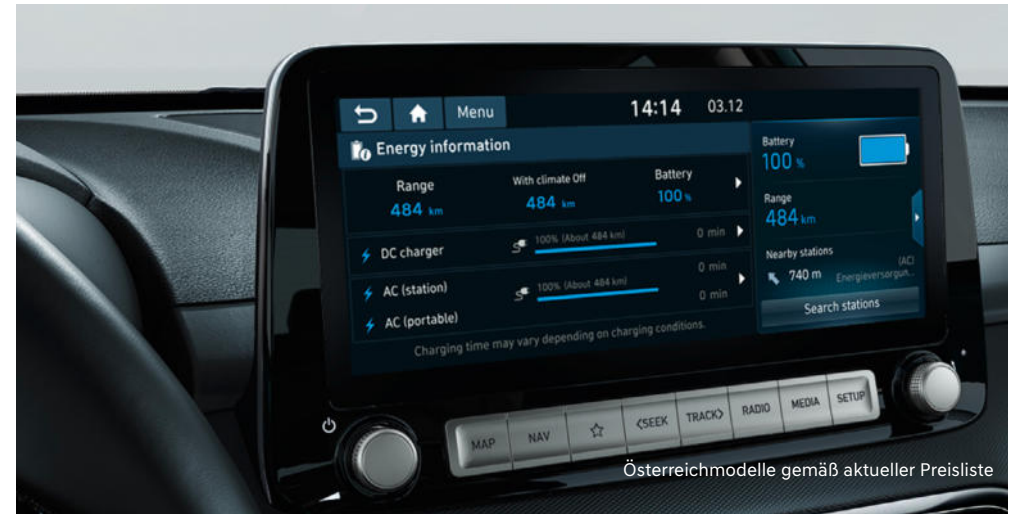 Menu
14:14 03.12
Energy information
Range With climate Off Battery
484 km 484 km 100 %
DC charger 100% (About 484 km) 0 min
AC (station) 0 min
100% (About 484 km)
AC (portable) 0 min
Charging time may vary depending on charging conditions.
Battery
100 %
Range
484 km
Nearby stations
(AC)
740 m Energieversorgun...
Search stations
MAP NAV <SEEK TRACK> RADIO MEDIA SETUP
Österreichmodelle gemäß aktueller Preisliste